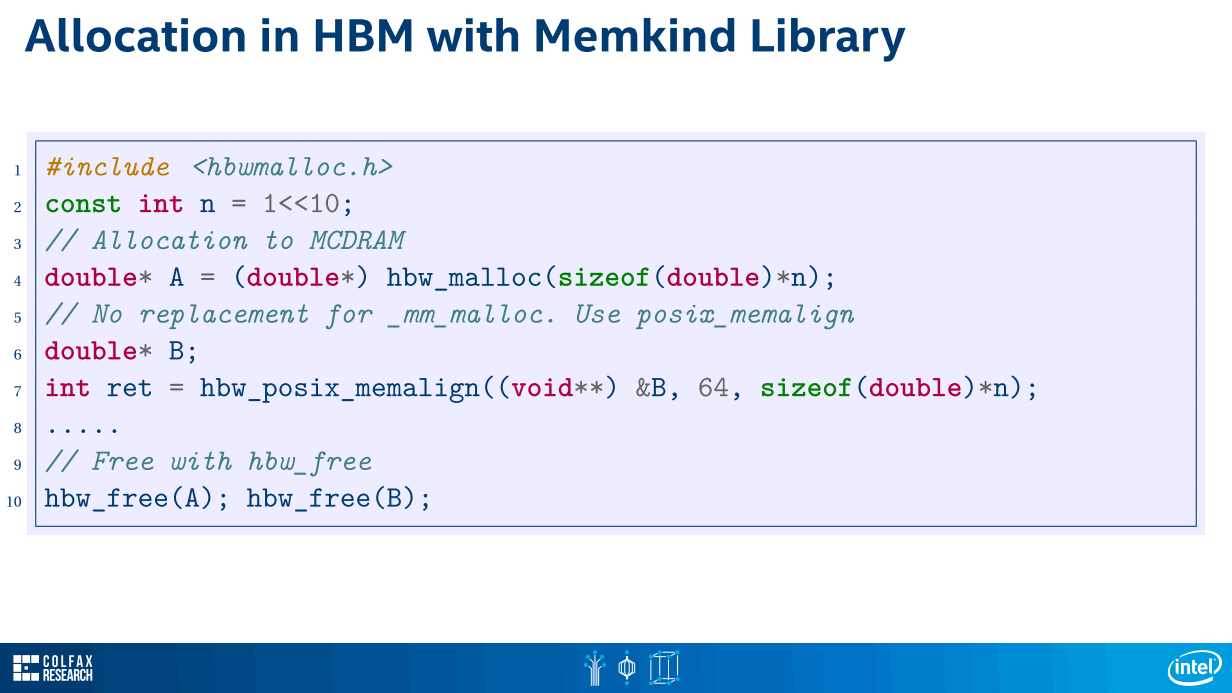 Allocation in HBM with Memkind Library
1 #include <hbwmalloc.h>
2 const int n = 1<<10;
3 // Allocation to MCDRAM
4 double* A = (double*) hbw_malloc(sizeof(double)*n);
5 // No replacement for _mm_malloc. Use posix_memalign
6 double* B;
7 int ret = hbw_posix_memalign((void**) &B, 64, sizeof(double)*n);
8 .....
9 // Free with hbw_free
10 hbw_free(A); hbw_free(B);
COLFAX
RESEARCH
intel